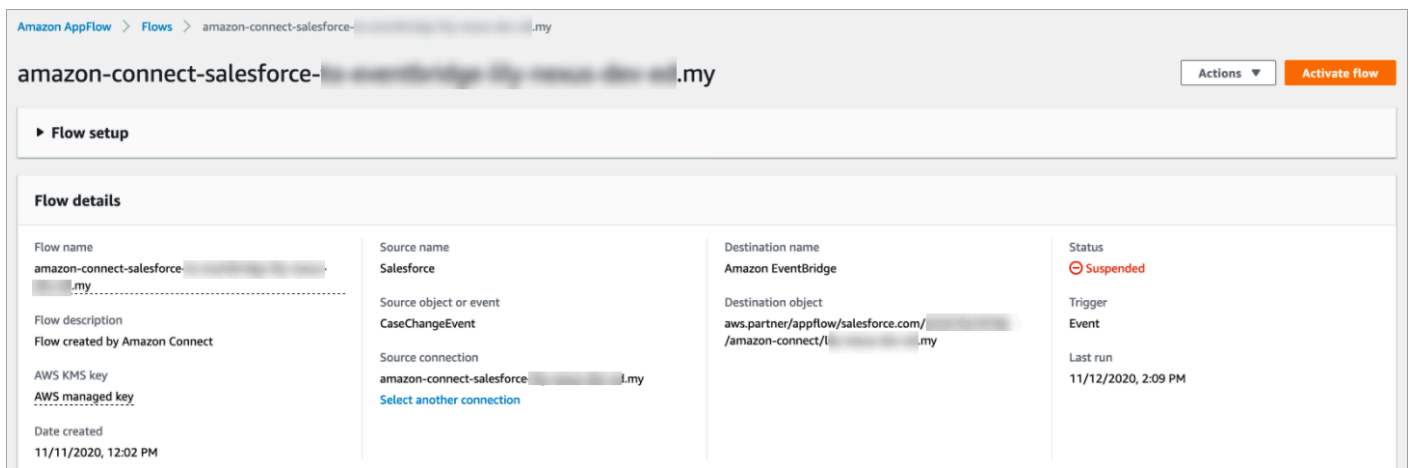 Amazon AppFlow > Flows > amazon-connect-salesforce- .my
amazon-connect-salesforce- .my
Actions ▼
Activate flow
▶ Flow setup
Flow details
Flow name
amazon-connect-salesforce- -
.my
Flow description
Flow created by Amazon Connect
AWS KMS key
AWS managed key
Date created
11/11/2020, 12:02 PM
Source name
Salesforce
Source object or event
CaseChangeEvent
Source connection
amazon-connect-salesforce- .my
Select another connection
Destination name
Amazon EventBridge
Destination object
aws.partner/appflow/salesforce.com/
/amazon-connect/l .my
Status
Suspended
Trigger
Event
Last run
11/12/2020, 2:09 PM